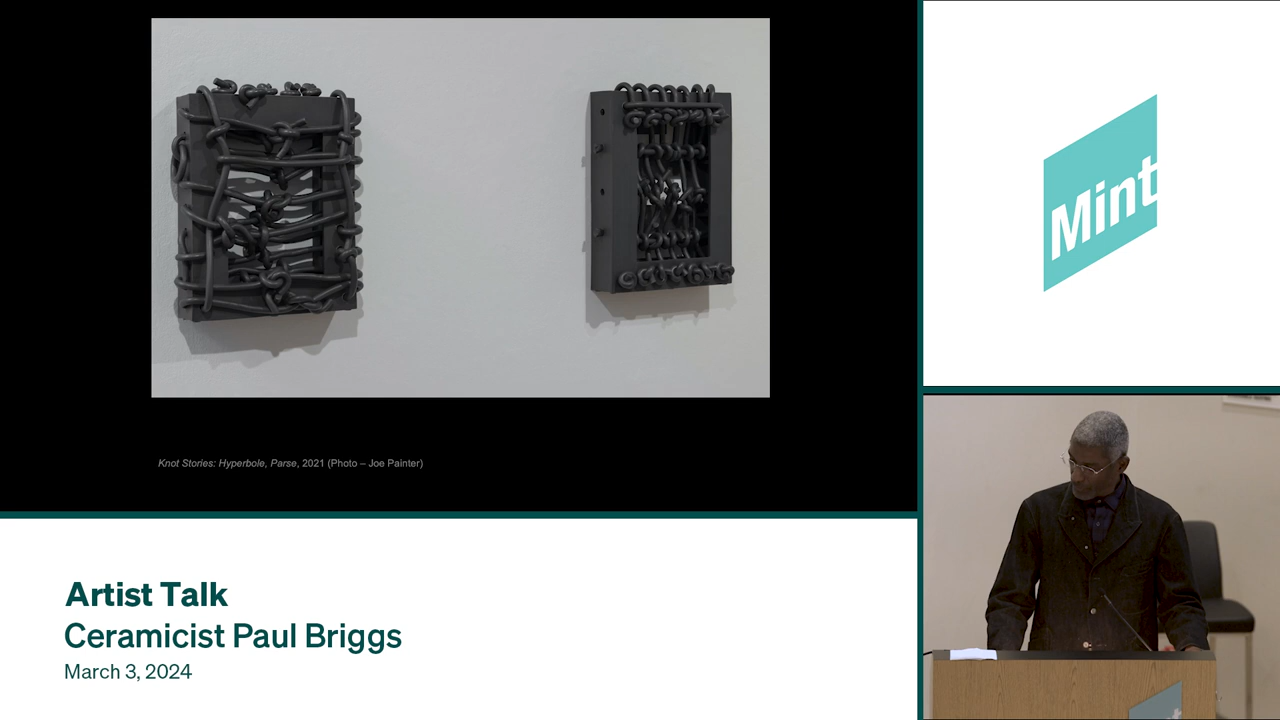 Knot Stories: Hyperbole, Parse, 2021 (Photo – Joe Painter)
Artist Talk
Ceramicist Paul Briggs
March 3, 2024
Mint